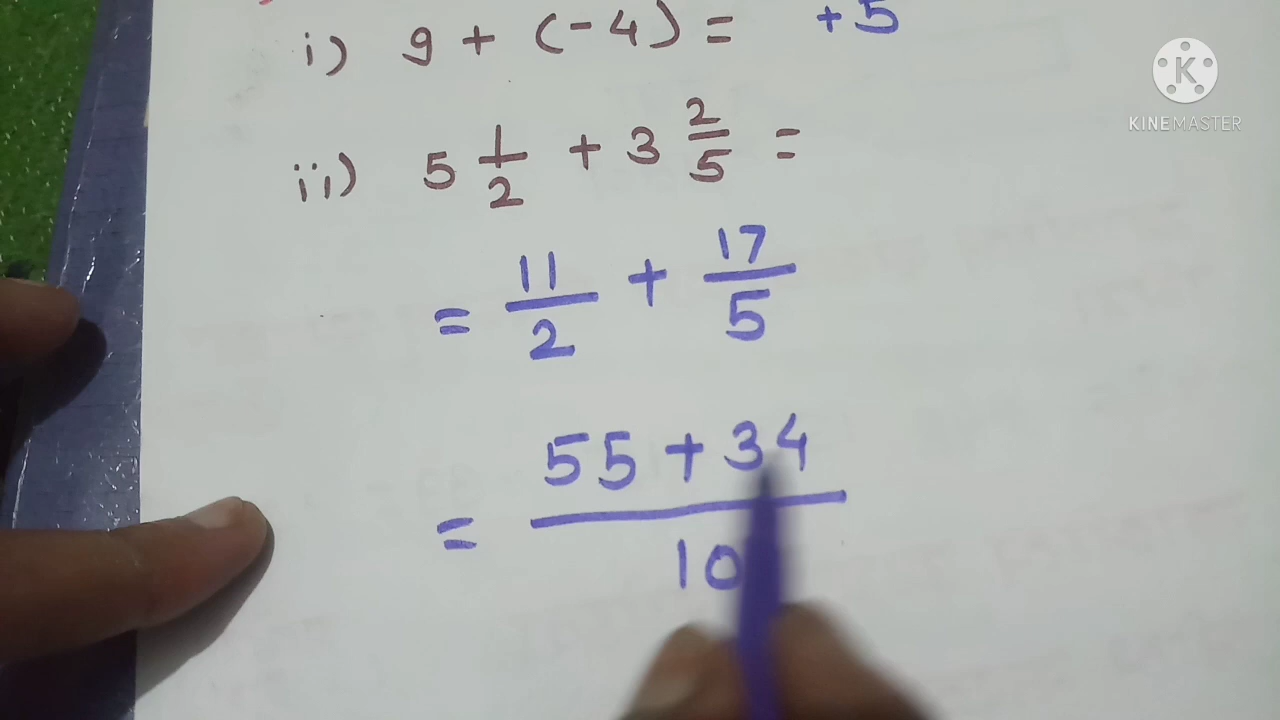 i) 9 + (-4) = +5
K
KINEMASTER
ii) 5 1/2 + 3 2/5 =
= 11/2 + 17/5
= 55 + 34 / 10